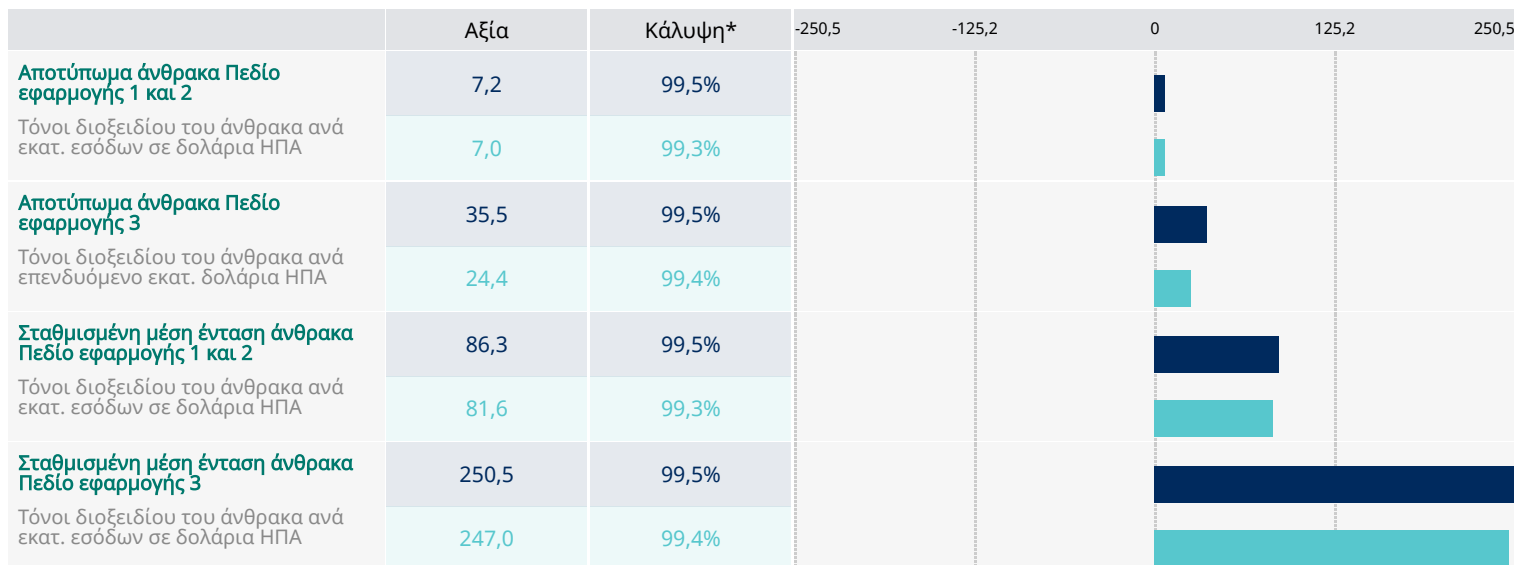 Αξία Κάλυψη* -250,5 -125,2 0 125,2 250,5
Αποτύπωμα άνθρακα Πεδίο
εφαρμογής 1 και 2
7,2 99,5%
Τόνοι διοξειδίου του άνθρακα ανά
εκατ. εσόδων σε δολάρια ΗΠΑ
7,0 99,3%
Αποτύπωμα άνθρακα Πεδίο
εφαρμογής 3
35,5 99,5%
Τόνοι διοξειδίου του άνθρακα ανά
επενδυόμενο εκατ. δολάρια ΗΠΑ
24,4 99,4%
Σταθμισμένη μέση ένταση άνθρακα
Πεδίο εφαρμογής 1 και 2
86,3 99,5%
Τόνοι διοξειδίου του άνθρακα ανά
εκατ. εσόδων σε δολάρια ΗΠΑ
81,6 99,3%
Σταθμισμένη μέση ένταση άνθρακα
Πεδίο εφαρμογής 3
250,5 99,5%
Τόνοι διοξειδίου του άνθρακα ανά
εκατ. εσόδων σε δολάρια ΗΠΑ
247,0 99,4%